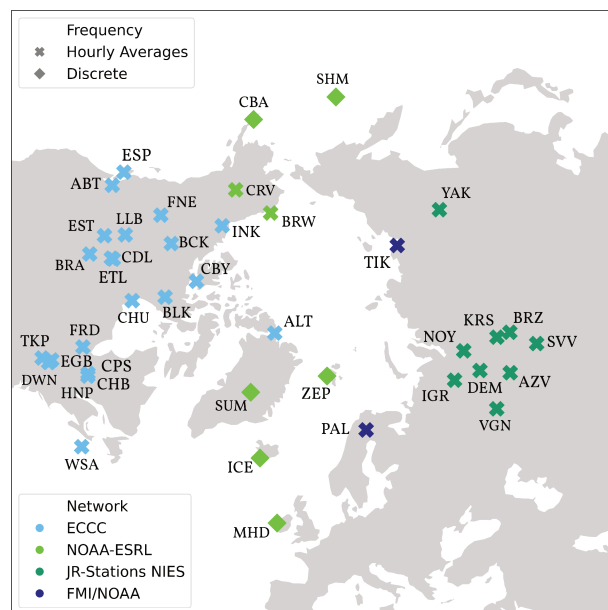 Frequency
Hourly Averages
Discrete
SHM
CBA
ESP
ABT
CRV
YAK
FNE
BRW
EST
LLB
INK
BCK
TIK
BRA
CDL
ETL
CBY
CHU
BLK
ALT
KRS
BRZ
NOY
SVV
TKP
FRD
EGB
CPS
DWN
HNP
CHB
IGR
DEM
AZV
SUM
ZEP
VGN
PAL
WSA
ICE
MHD
Network
ECCC
NOAA-ESRL
JR-Stations NIES
FMI/NOAA